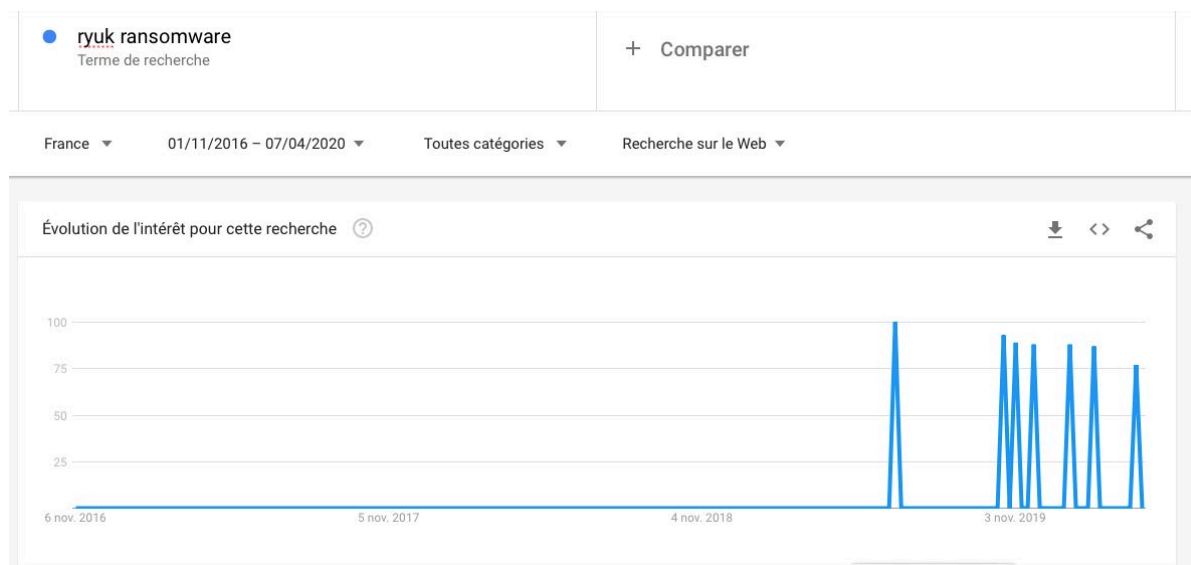 ryuk ransomware
Terme de recherche
+ Comparer
France
01/11/2016 – 07/04/2020
Toutes catégories
Recherche sur le Web
Évolution de l'intérêt pour cette recherche ?
100
75
50
25
6 nov. 2016
5 nov. 2017
4 nov. 2018
3 nov. 2019